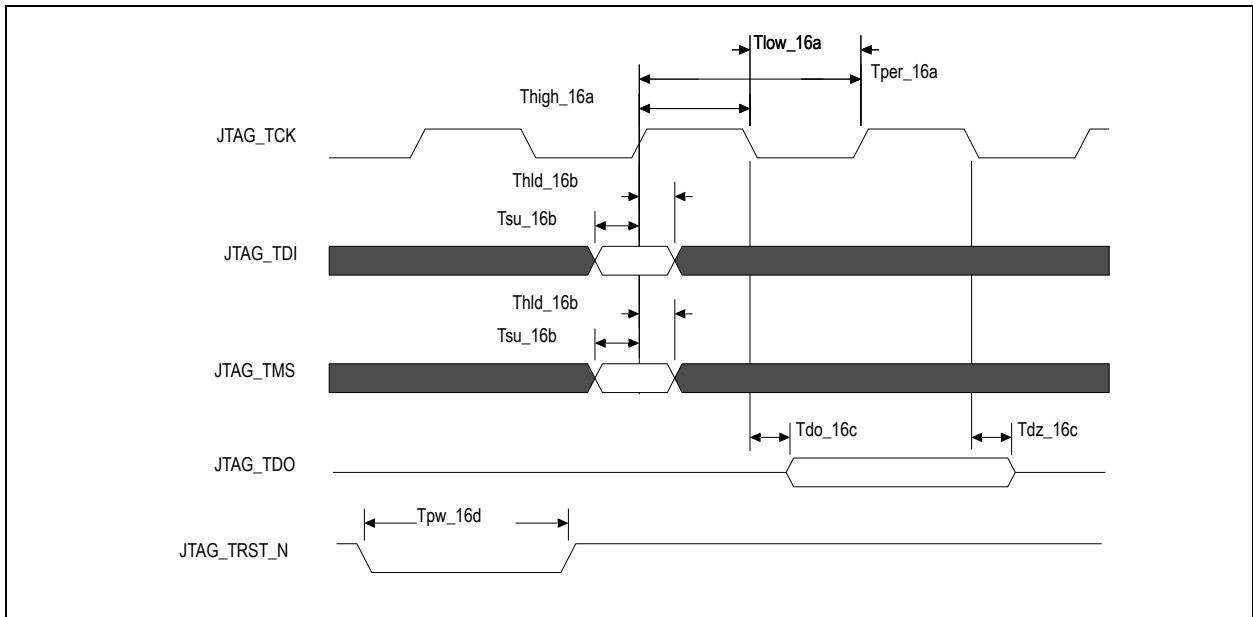 Tlow_16a
Tper_16a
Thigh_16a
JTAG_TCK
Thld_16b
Tsu_16b
JTAG_TDI
Thld_16b
Tsu_16b
JTAG_TMS
Tdo_16c
Tdz_16c
JTAG_TDO
Tpw_16d
JTAG_TRST_N